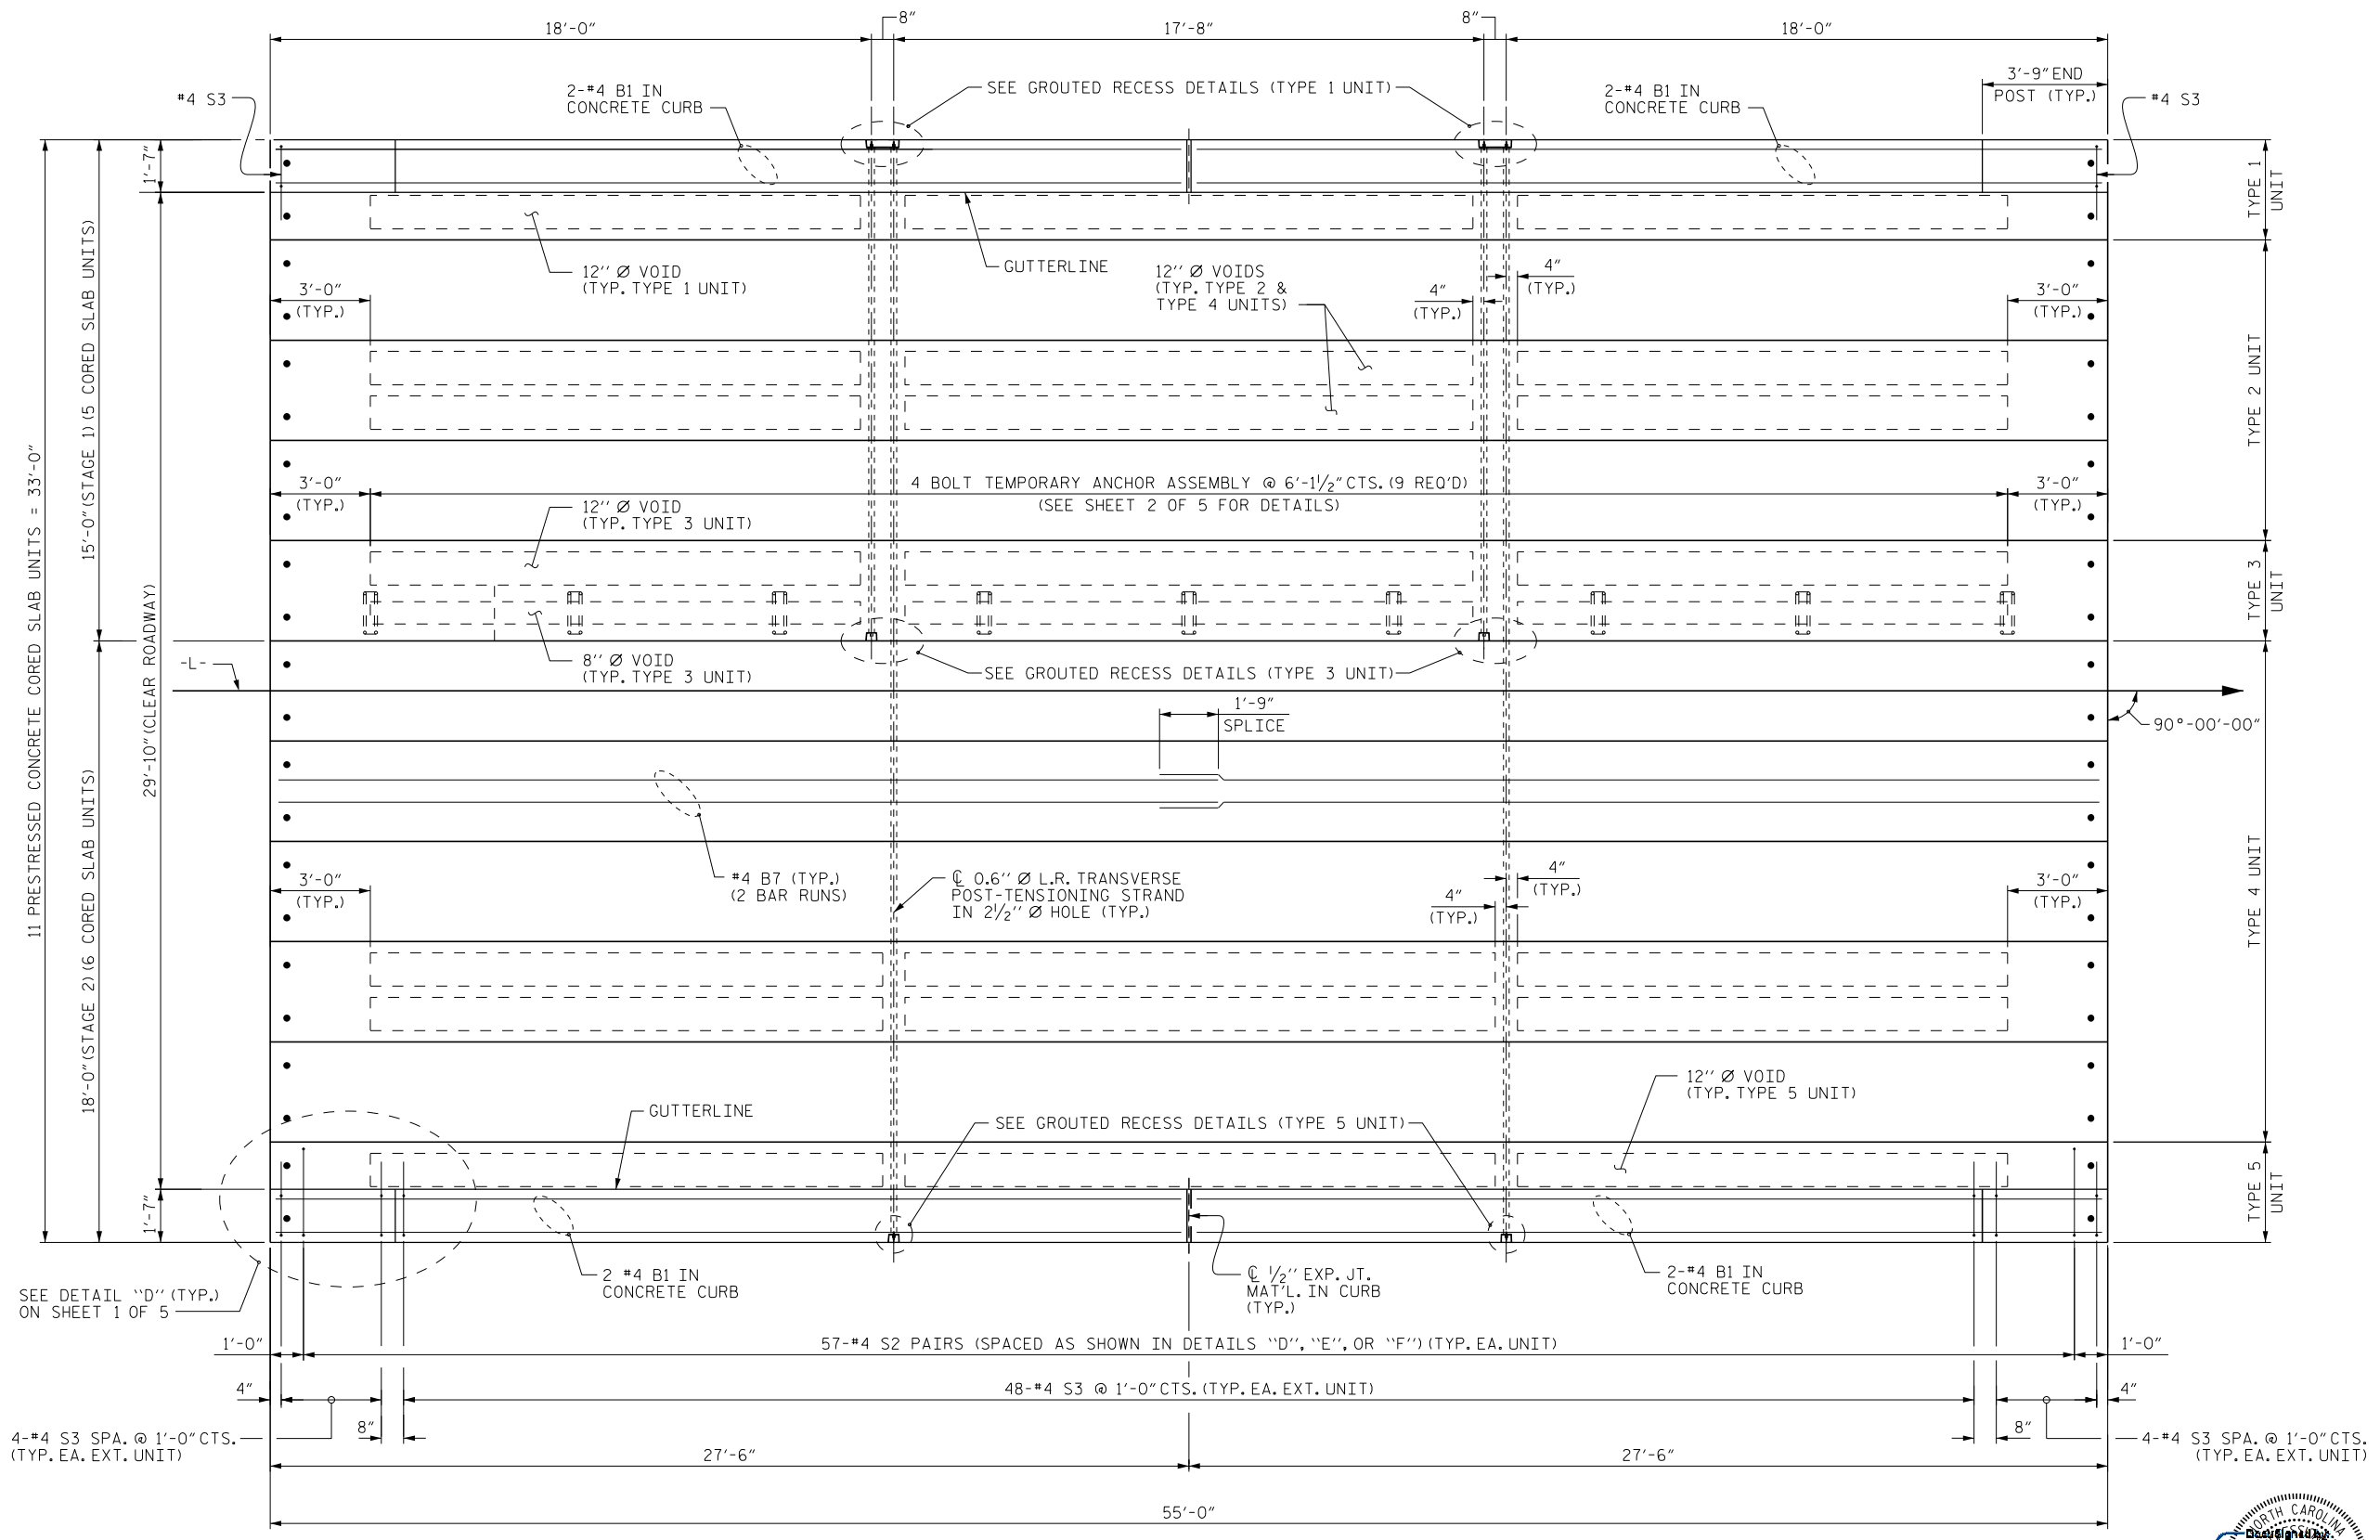 18'-0"
8"
17'-8"
8"
18'-0"
#4 S3
2-#4 B1 IN
CONCRETE CURB
SEE GROUTED RECESS DETAILS (TYPE 1 UNIT)
2-#4 B1 IN
CONCRETE CURB
3'-9" END
POST (TYP.)
#4 S3
1'-7"
TYPE 1
UNIT
12'' Ø VOID
(TYP. TYPE 1 UNIT)
GUTTERLINE
12'' Ø VOIDS
(TYP. TYPE 2 &
TYPE 4 UNITS)
4"
(TYP.)
4"
(TYP.)
3'-0"
(TYP.)
3'-0"
(TYP.)
15'-0" (STAGE 1) (5 CORED SLAB UNITS)
TYPE 2 UNIT
11 PRESTRESSED CONCRETE CORED SLAB UNITS = 33'-0"
29'-10" (CLEAR ROADWAY)
3'-0"
(TYP.)
4 BOLT TEMPORARY ANCHOR ASSEMBLY @ 6'-1 1/2" CTS. (9 REQ'D)
(SEE SHEET 2 OF 5 FOR DETAILS)
3'-0"
(TYP.)
12'' Ø VOID
(TYP. TYPE 3 UNIT)
TYPE 3
UNIT
8'' Ø VOID
(TYP. TYPE 3 UNIT)
SEE GROUTED RECESS DETAILS (TYPE 3 UNIT)
-L-
90°-00'-00"
1'-9"
SPLICE
18'-0" (STAGE 2) (6 CORED SLAB UNITS)
TYPE 4 UNIT
3'-0"
(TYP.)
#4 B7 (TYP.)
(2 BAR RUNS)
℄ 0.6'' Ø L.R. TRANSVERSE
POST-TENSIONING STRAND
IN 2 1/2'' Ø HOLE (TYP.)
4"
(TYP.)
4"
(TYP.)
3'-0"
(TYP.)
12'' Ø VOID
(TYP. TYPE 5 UNIT)
GUTTERLINE
SEE GROUTED RECESS DETAILS (TYPE 5 UNIT)
1'-7"
TYPE 5
UNIT
SEE DETAIL ``D'' (TYP.)
ON SHEET 1 OF 5
2 #4 B1 IN
CONCRETE CURB
℄ 1/2'' EXP. JT.
MAT'L. IN CURB
(TYP.)
2-#4 B1 IN
CONCRETE CURB
1'-0"
57-#4 S2 PAIRS (SPACED AS SHOWN IN DETAILS ``D'', ``E'', OR ``F'') (TYP. EA. UNIT)
1'-0"
4"
48-#4 S3 @ 1'-0" CTS. (TYP. EA. EXT. UNIT)
4"
4-#4 S3 SPA. @ 1'-0" CTS.
(TYP. EA. EXT. UNIT)
8"
8"
4-#4 S3 SPA. @ 1'-0" CTS.
(TYP. EA. EXT. UNIT)
27'-6"
27'-6"
55'-0"
NORTH CAROLINA